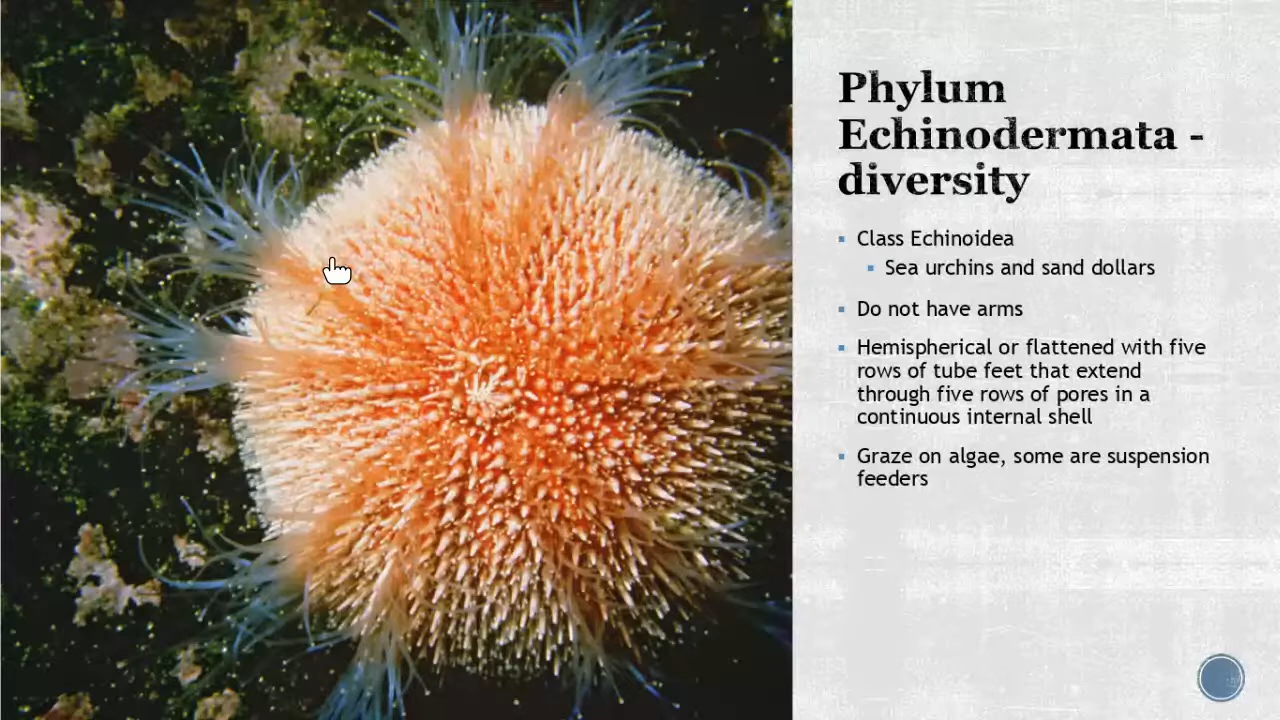 Phylum
Echinodermata -
diversity
Class Echinoidea
Sea urchins and sand dollars
Do not have arms
Hemispherical or flattened with five
rows of tube feet that extend
through five rows of pores in a
continuous internal shell
Graze on algae, some are suspension
feeders